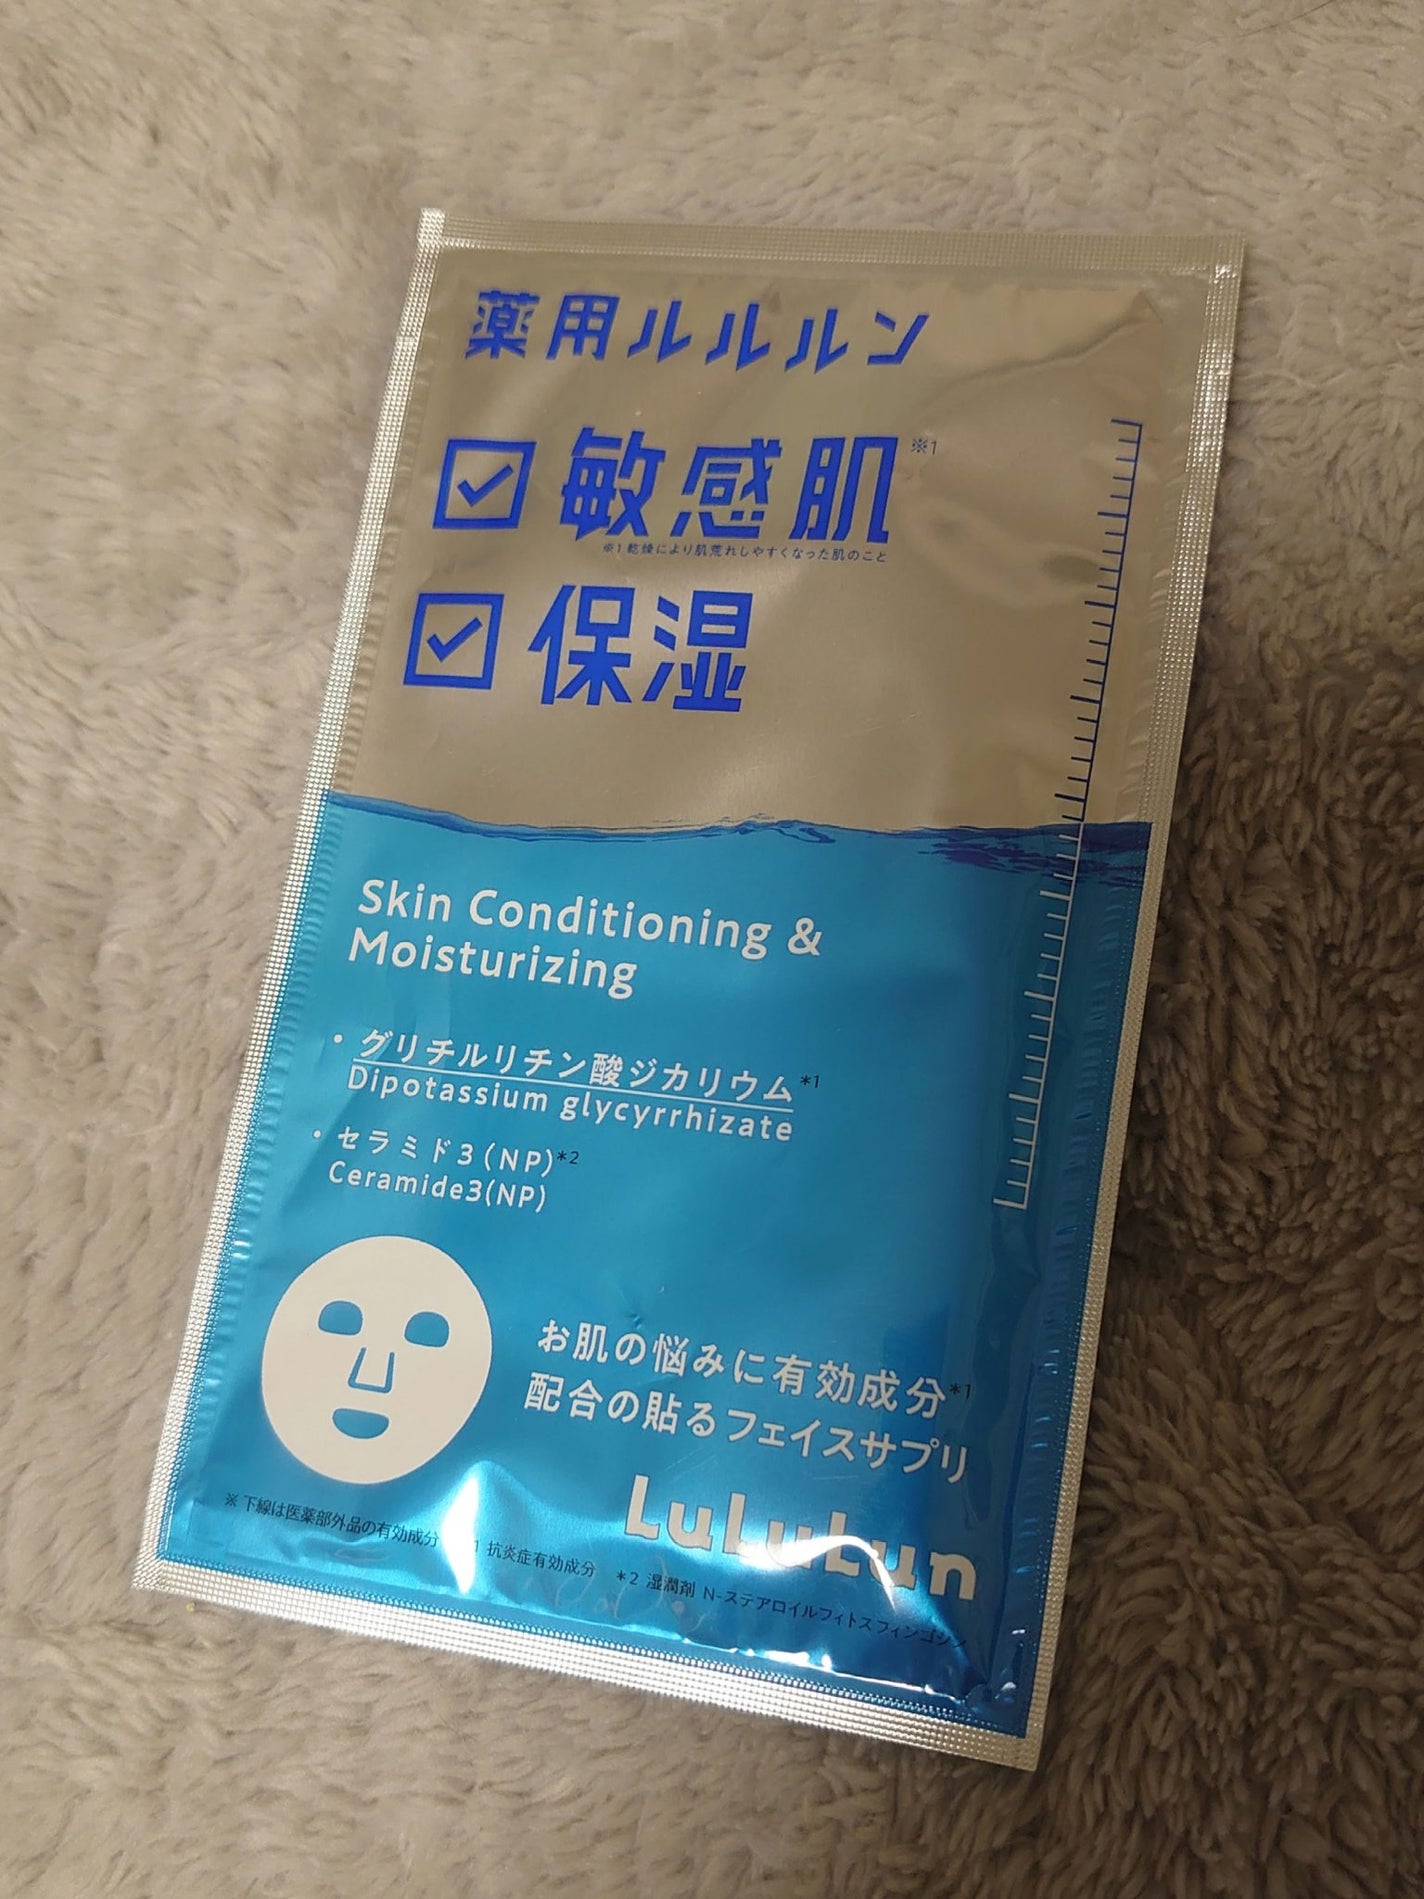 薬用ルルルン
敏感肌※1
※1 乾燥により肌荒れしやすくなった肌のこと
保湿
Skin Conditioning &
Moisturizing
・グリチルリチン酸ジカリウム*1
Dipotassium glycyrrhizate
・セラミド3(NP)*2
Ceramide3(NP)
お肌の悩みに有効成分*1
配合の貼るフェイスサプリ
LuLuLun
※ 下線は医薬部外品の有効成分 1 抗炎症有効成分 *2 湿潤剤 N-ステアロイルフィトスフィンゴシン